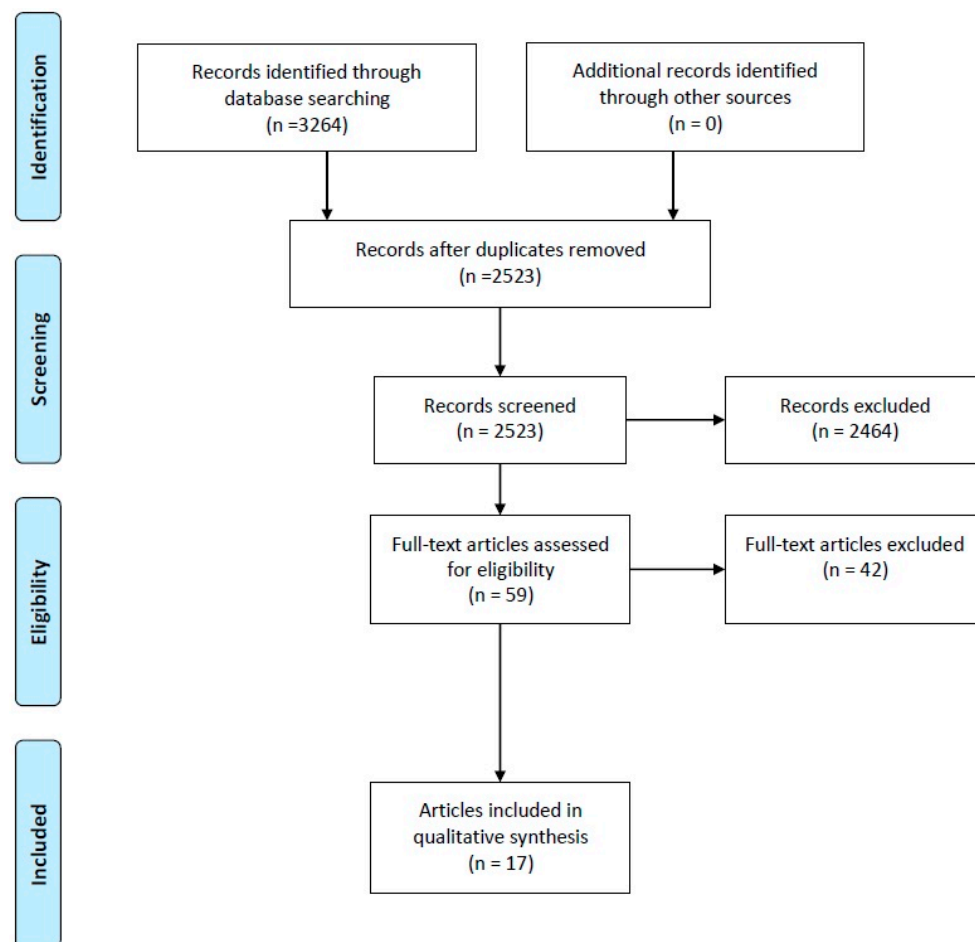 Identification
Records identified through
database searching
(n =3264)
Additional records identified
through other sources
(n = 0)
Records after duplicates removed
(n =2523)
Screening
Records screened
(n = 2523)
Records excluded
(n = 2464)
Eligibility
Full-text articles assessed
for eligibility
(n = 59)
Full-text articles excluded
(n = 42)
Included
Articles included in
qualitative synthesis
(n = 17)